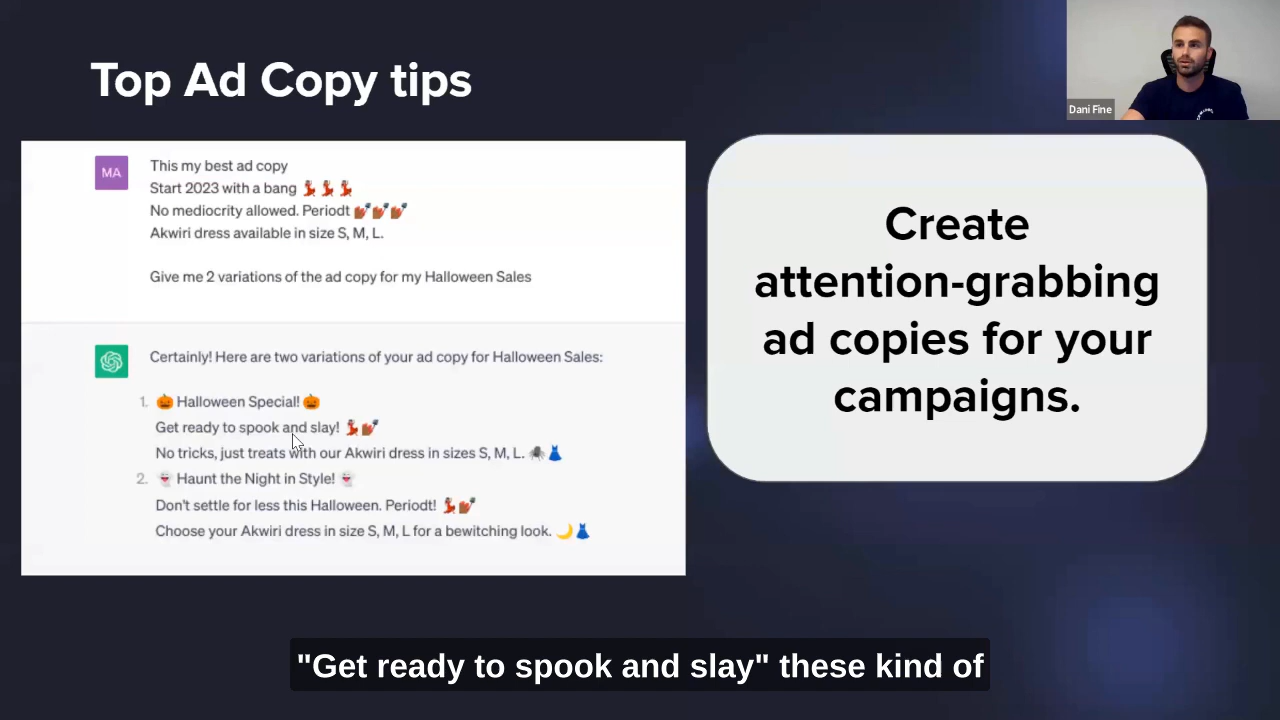 Top Ad Copy tips
Dani Fine
MA
This my best ad copy
Start 2023 with a bang 💃💃💃
No mediocrity allowed. Periodt 💅🏾💅🏾💅🏾
Akwiri dress available in size S, M, L.
Give me 2 variations of the ad copy for my Halloween Sales
Certainly! Here are two variations of your ad copy for Halloween Sales:
1. 🎃 Halloween Special! 🎃
Get ready to spook and slay! 💃💅🏾
No tricks, just treats with our Akwiri dress in sizes S, M, L. 🕷️👗
2. 👻 Haunt the Night in Style! 👻
Don't settle for less this Halloween. Periodt! 💃💅🏾
Choose your Akwiri dress in size S, M, L for a bewitching look. 🌙👗
Create
attention-grabbing
ad copies for your
campaigns.
"Get ready to spook and slay" these kind of